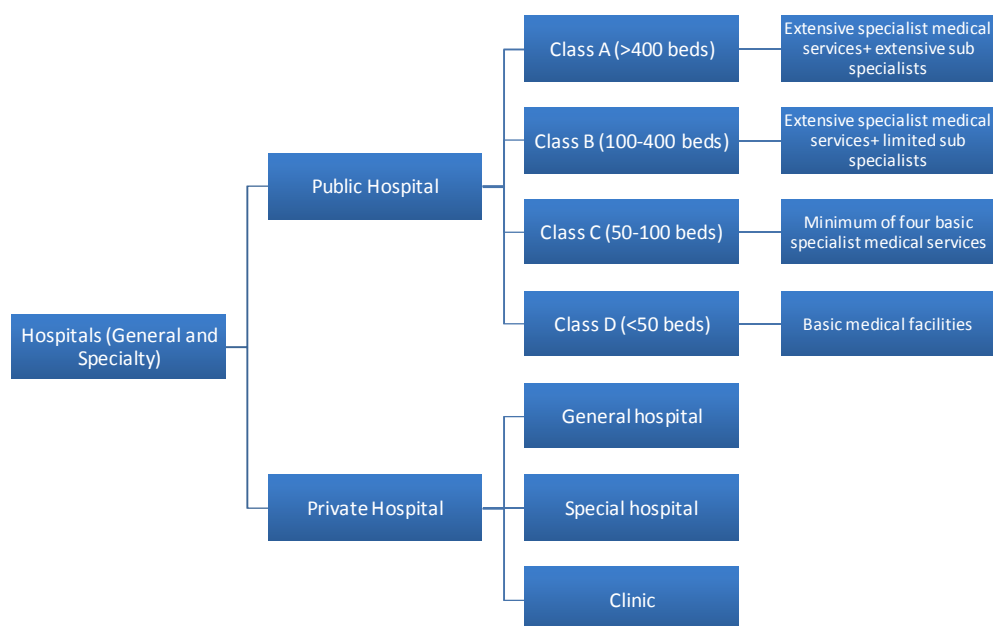 Hospitals (General and
Specialty)
Public Hospital
Class A (>400 beds)
Extensive specialist medical
services+ extensive sub
specialists
Class B (100-400 beds)
Extensive specialist medical
services+ limited sub
specialists
Class C (50-100 beds)
Minimum of four basic
specialist medical services
Class D (<50 beds)
Basic medical facilities
Private Hospital
General hospital
Special hospital
Clinic